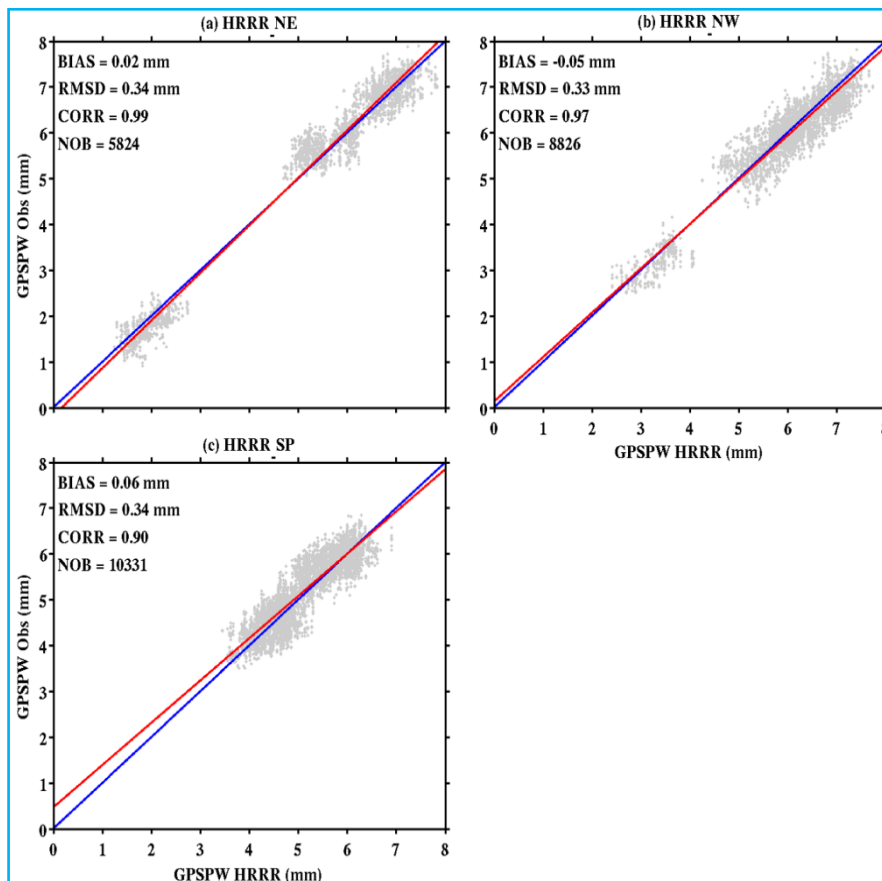 (a) HRRR NE
BIAS = 0.02 mm
RMSD = 0.34 mm
CORR = 0.99
NOB = 5824
8
7
6
5
4
3
2
1
0
GPSPW Obs (mm)
(b) HRRR NW
BIAS = -0.05 mm
RMSD = 0.33 mm
CORR = 0.97
NOB = 8826
8
7
6
5
4
3
2
1
0
0 1 2 3 4 5 6 7
GPSPW HRRR (mm)
(c) HRRR SP
BIAS = 0.06 mm
RMSD = 0.34 mm
CORR = 0.90
NOB = 10331
8
7
6
5
4
3
2
1
0
GPSPW Obs (mm)
0 1 2 3 4 5 6 7 8
GPSPW HRRR (mm)